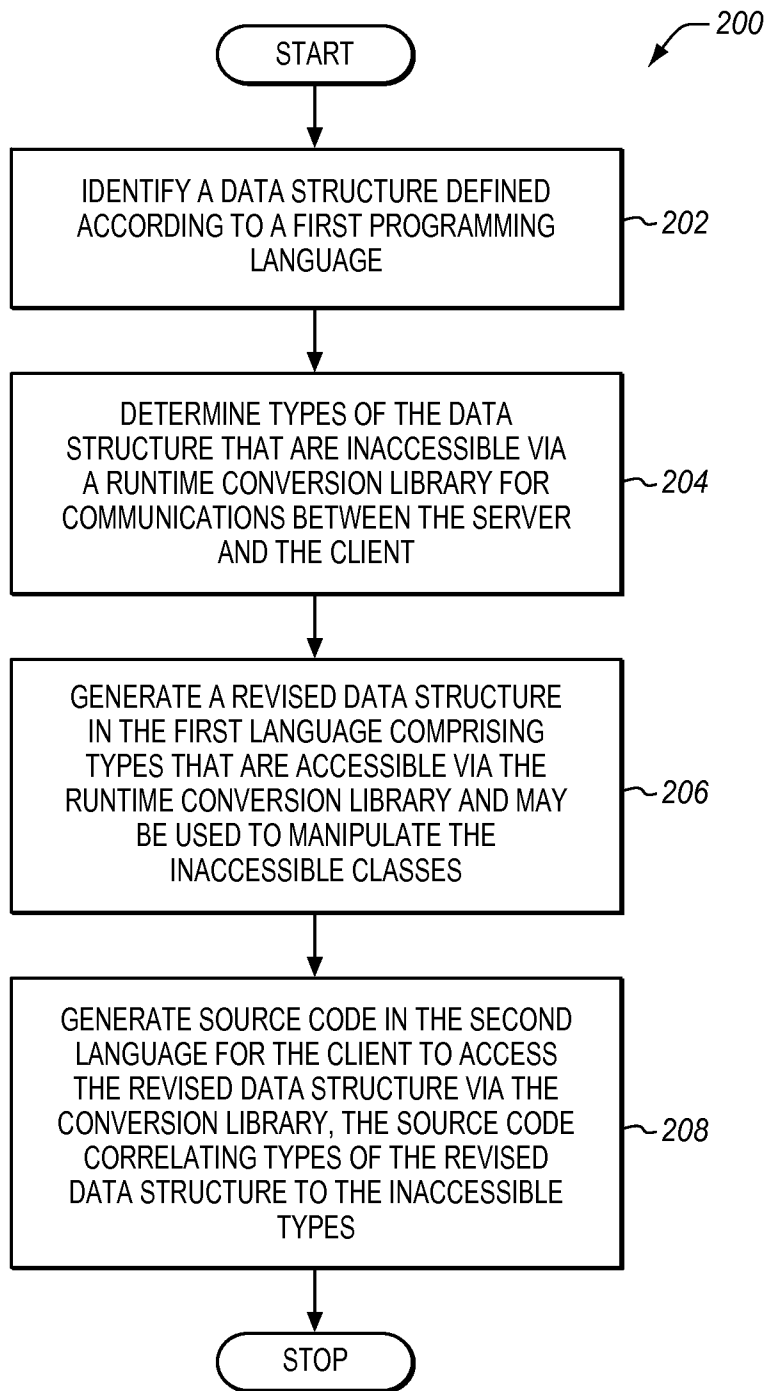 START
200
IDENTIFY A DATA STRUCTURE DEFINED
ACCORDING TO A FIRST PROGRAMMING
LANGUAGE
202
DETERMINE TYPES OF THE DATA
STRUCTURE THAT ARE INACCESSIBLE VIA
A RUNTIME CONVERSION LIBRARY FOR
COMMUNICATIONS BETWEEN THE SERVER
AND THE CLIENT
204
GENERATE A REVISED DATA STRUCTURE
IN THE FIRST LANGUAGE COMPRISING
TYPES THAT ARE ACCESSIBLE VIA THE
RUNTIME CONVERSION LIBRARY AND MAY
BE USED TO MANIPULATE THE
INACCESSIBLE CLASSES
206
GENERATE SOURCE CODE IN THE SECOND
LANGUAGE FOR THE CLIENT TO ACCESS
THE REVISED DATA STRUCTURE VIA THE
CONVERSION LIBRARY, THE SOURCE CODE
CORRELATING TYPES OF THE REVISED
DATA STRUCTURE TO THE INACCESSIBLE
TYPES
208
STOP